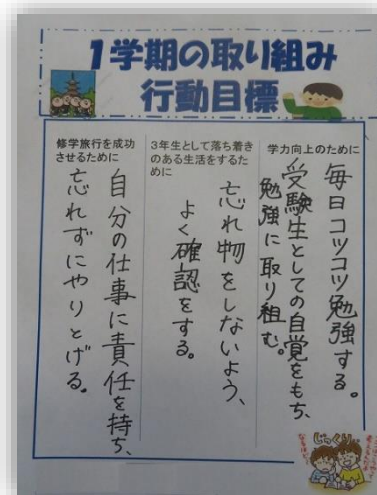 1学期の取り組み
行動目標
学力向上のために
毎日コツコツ勉強する。
受験生としての自覚をもち、
勉強に取り組む。
3年生として落ち着き
のある生活をするた
めに
忘れ物をしないよう、
よく確認をする。
修学旅行を成功
させるために
自分の仕事に責任を持ち、
忘れずにやりとげる。
じっくり